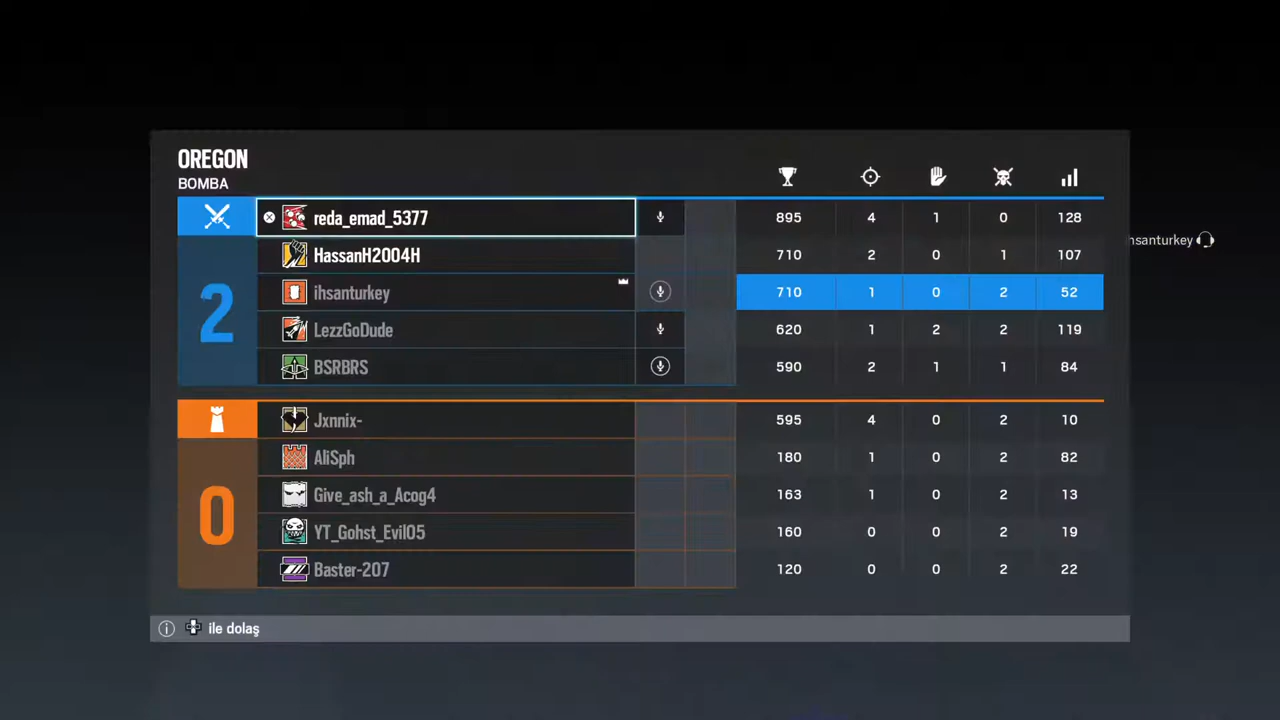 OREGON
BOMBA
reda_emad_5377 895 4 1 0 128
nsanturkey
HassanH2004H 710 2 0 1 107
2
ihsanturkey 710 1 0 2 52
LezzGoDude 620 1 2 2 119
BSRBRS 590 2 1 1 84
Jxnnix- 595 4 0 2 10
AliSph 180 1 0 2 82
0
Give_ash_a_Acog4 163 1 0 2 13
YT_Gohst_Evil05 160 0 0 2 19
Baster-207 120 0 0 2 22
ile dolaş